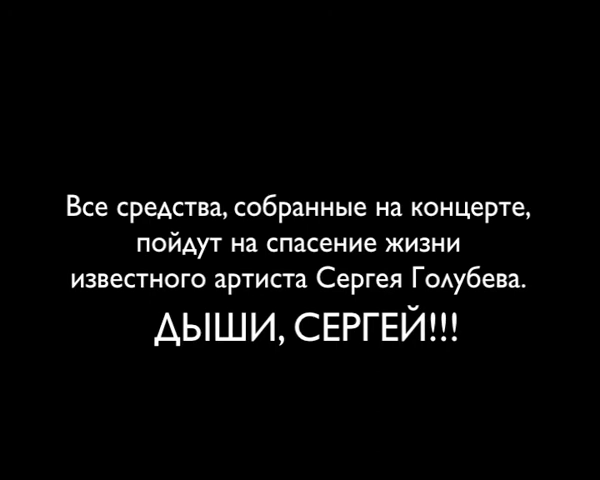 Все средства, собранные на концерте,
пойдут на спасение жизни
известного артиста Сергея Голубева.
ДЫШИ, СЕРГЕЙ!!!